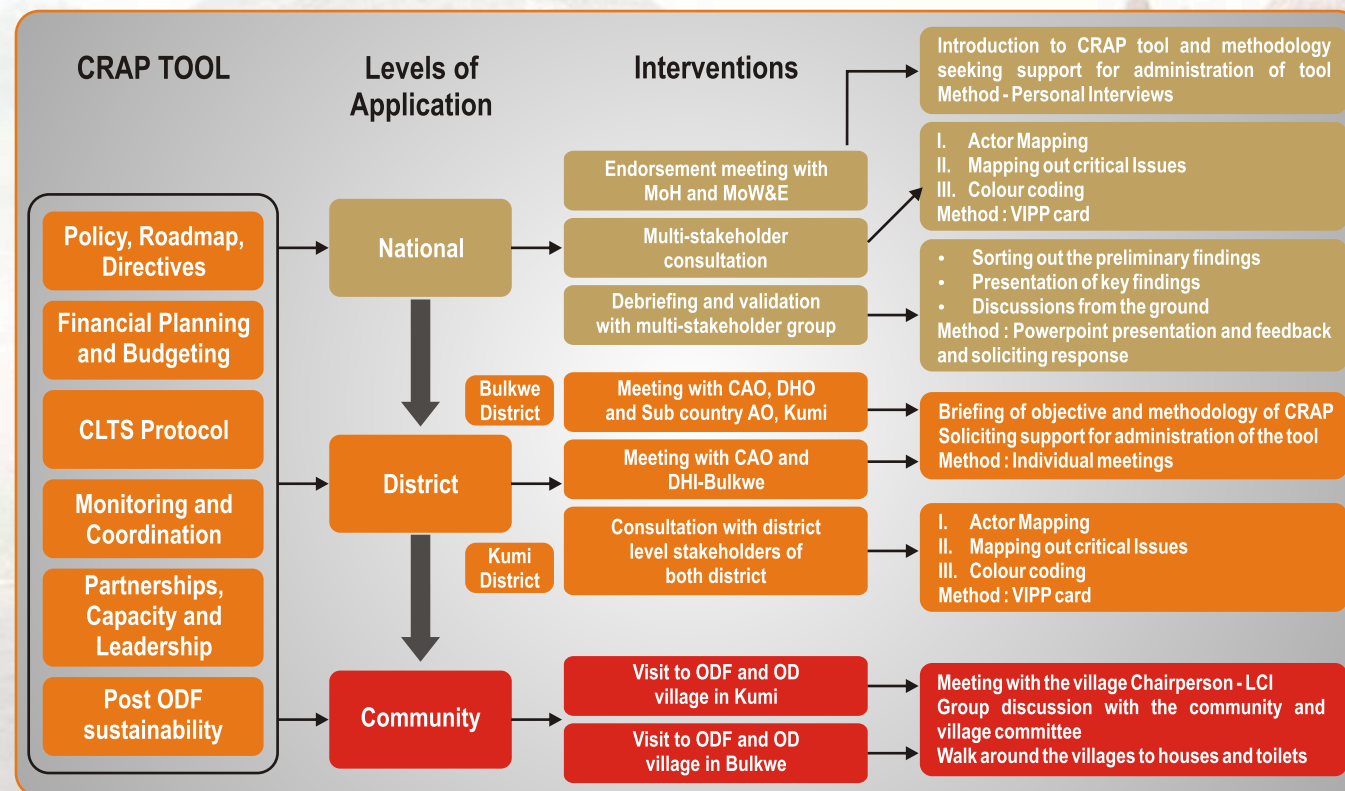 CRAP TOOL
Levels of
Application
Interventions
Policy, Roadmap,
Directives
Financial Planning
and Budgeting
CLTS Protocol
Monitoring and
Coordination
Partnerships,
Capacity and
Leadership
Post ODF
sustainability
National
Bulkwe
District
District
Kumi
District
Community
Endorsement meeting with
MoH and MoW&E
Multi-stakeholder
consultation
Debriefing and validation
with multi-stakeholder group
Meeting with CAO, DHO
and Sub country AO, Kumi
Meeting with CAO and
DHI-Bulkwe
Consultation with district
level stakeholders of
both district
Visit to ODF and OD
village in Kumi
Visit to ODF and OD
village in Bulkwe
Introduction to CRAP tool and methodology
seeking support for administration of tool
Method - Personal Interviews
I. Actor Mapping
II. Mapping out critical Issues
III. Colour coding
Method : VIPP card
• Sorting out the preliminary findings
• Presentation of key findings
• Discussions from the ground
Method : Powerpoint presentation and feedback
and soliciting response
Briefing of objective and methodology of CRAP
Soliciting support for administration of the tool
Method : Individual meetings
I. Actor Mapping
II. Mapping out critical Issues
III. Colour coding
Method : VIPP card
Meeting with the village Chairperson - LCI
Group discussion with the community and
village committee
Walk around the villages to houses and toilets